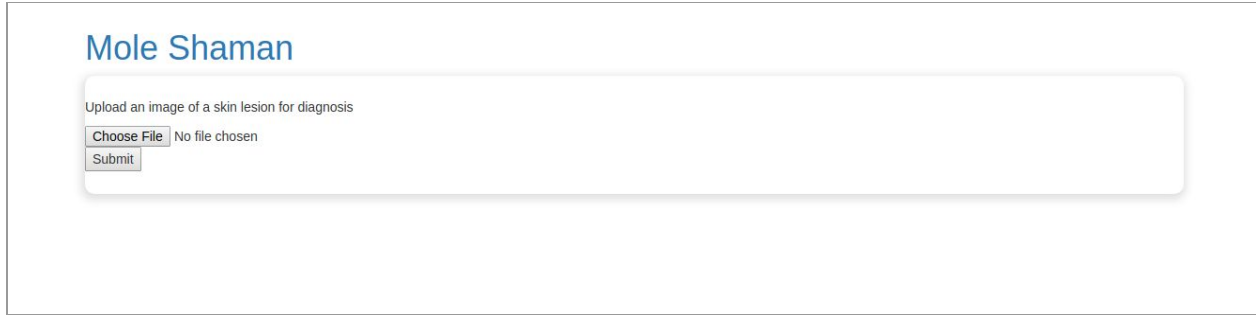 Mole Shaman
Upload an image of a skin lesion for diagnosis
Choose File No file chosen
Submit